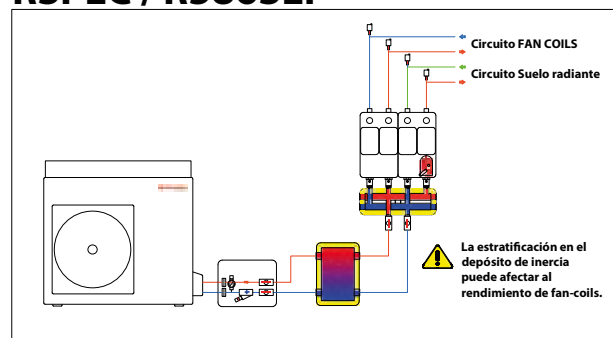 Circuito FAN COILS
Circuito Suelo radiante
La estratificación en el
depósito de inercia
puede afectar al
rendimiento de fan-coils.